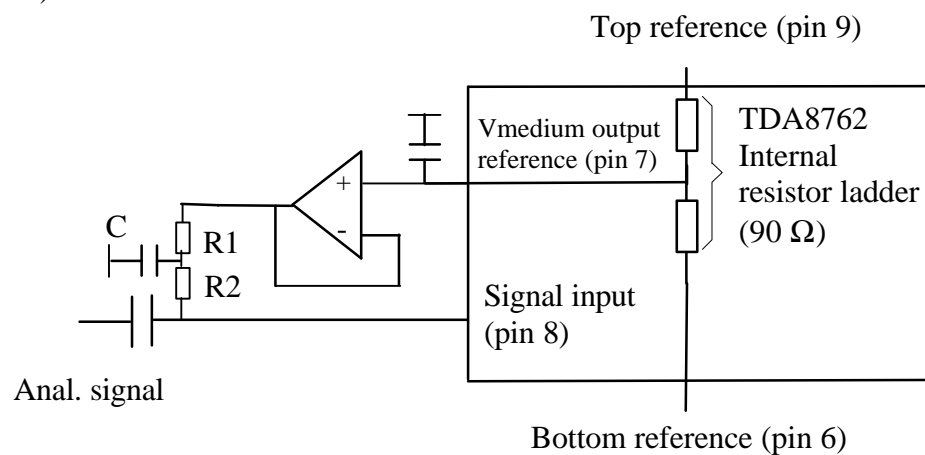 )
Top reference (pin 9)
Vmedium output
reference (pin 7)
TDA8762
Internal
resistor ladder
(90 Ω)
+
-
C
R1
R2
Signal input
(pin 8)
Anal. signal
Bottom reference (pin 6)